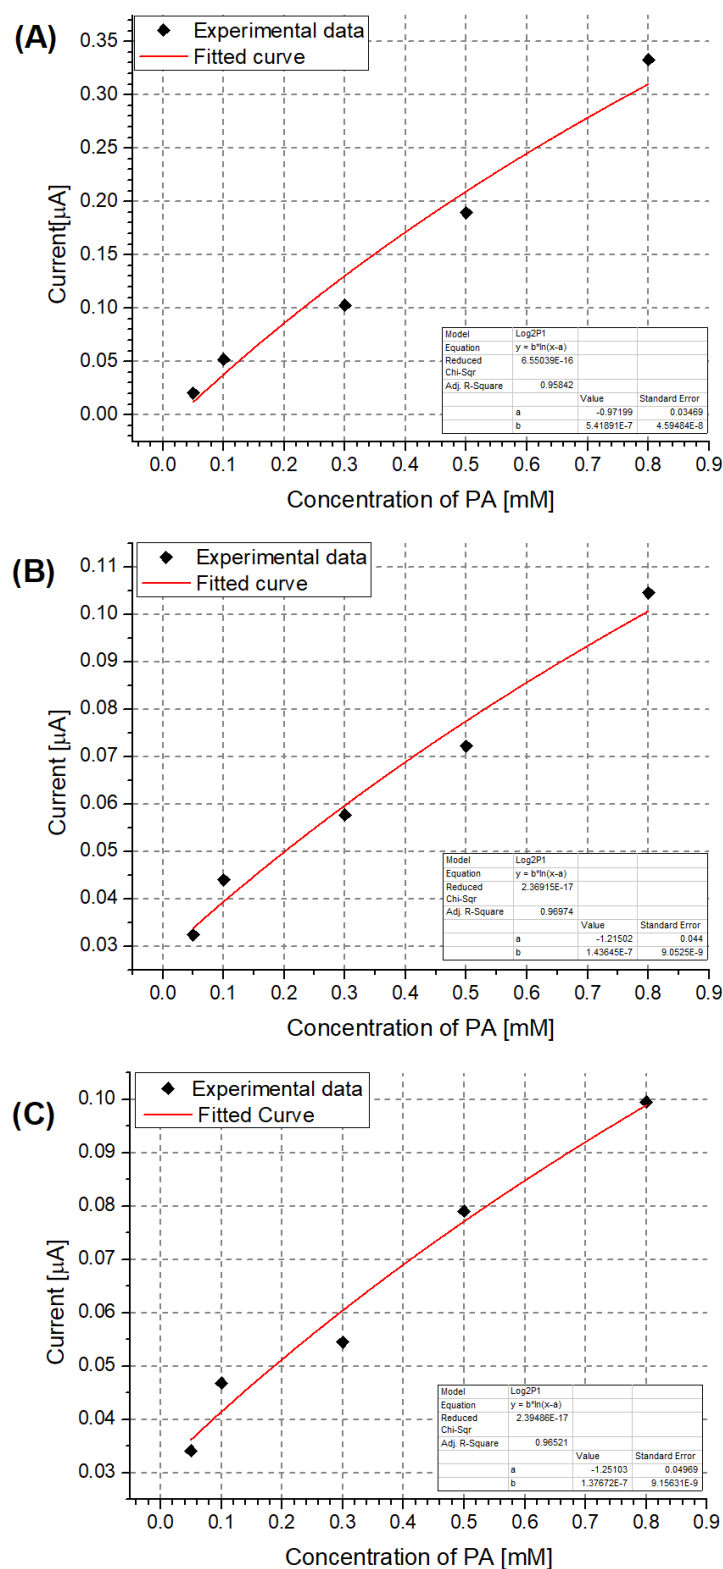 (A)
Experimental data
Fitted curve
0.35
0.30
0.25
0.20
0.15
0.10
0.05
0.00
Current[µA]
Model Log2P1
Equation y = b*ln(x-a)
Reduced Chi-Sqr 6.55039E-16
Adj. R-Square 0.95842
Value Standard Error
a -0.97199 0.03469
b 5.41891E-7 4.59484E-8
0.0 0.1 0.2 0.3 0.4 0.5 0.6 0.7 0.8 0.9
Concentration of PA [mM]
(B)
Experimental data
Fitted curve
0.11
0.10
0.09
0.08
0.07
0.06
0.05
0.04
0.03
Current [µA]
Model Log2P1
Equation y = b*ln(x-a)
Reduced Chi-Sqr 2.36915E-17
Adj. R-Square 0.96974
Value Standard Error
a -1.21502 0.044
b 1.43645E-7 9.0525E-9
0.0 0.1 0.2 0.3 0.4 0.5 0.6 0.7 0.8 0.9
Concentration of PA [mM]
(C)
Experimental data
Fitted Curve
0.10
0.09
0.08
0.07
0.06
0.05
0.04
0.03
Current [µA]
Model Log2P1
Equation y = b*ln(x-a)
Reduced Chi-Sqr 2.39486E-17
Adj. R-Square 0.96521
Value Standard Error
a -1.25103 0.04969
b 1.37672E-7 9.15631E-9
0.0 0.1 0.2 0.3 0.4 0.5 0.6 0.7 0.8 0.9
Concentration of PA [mM]